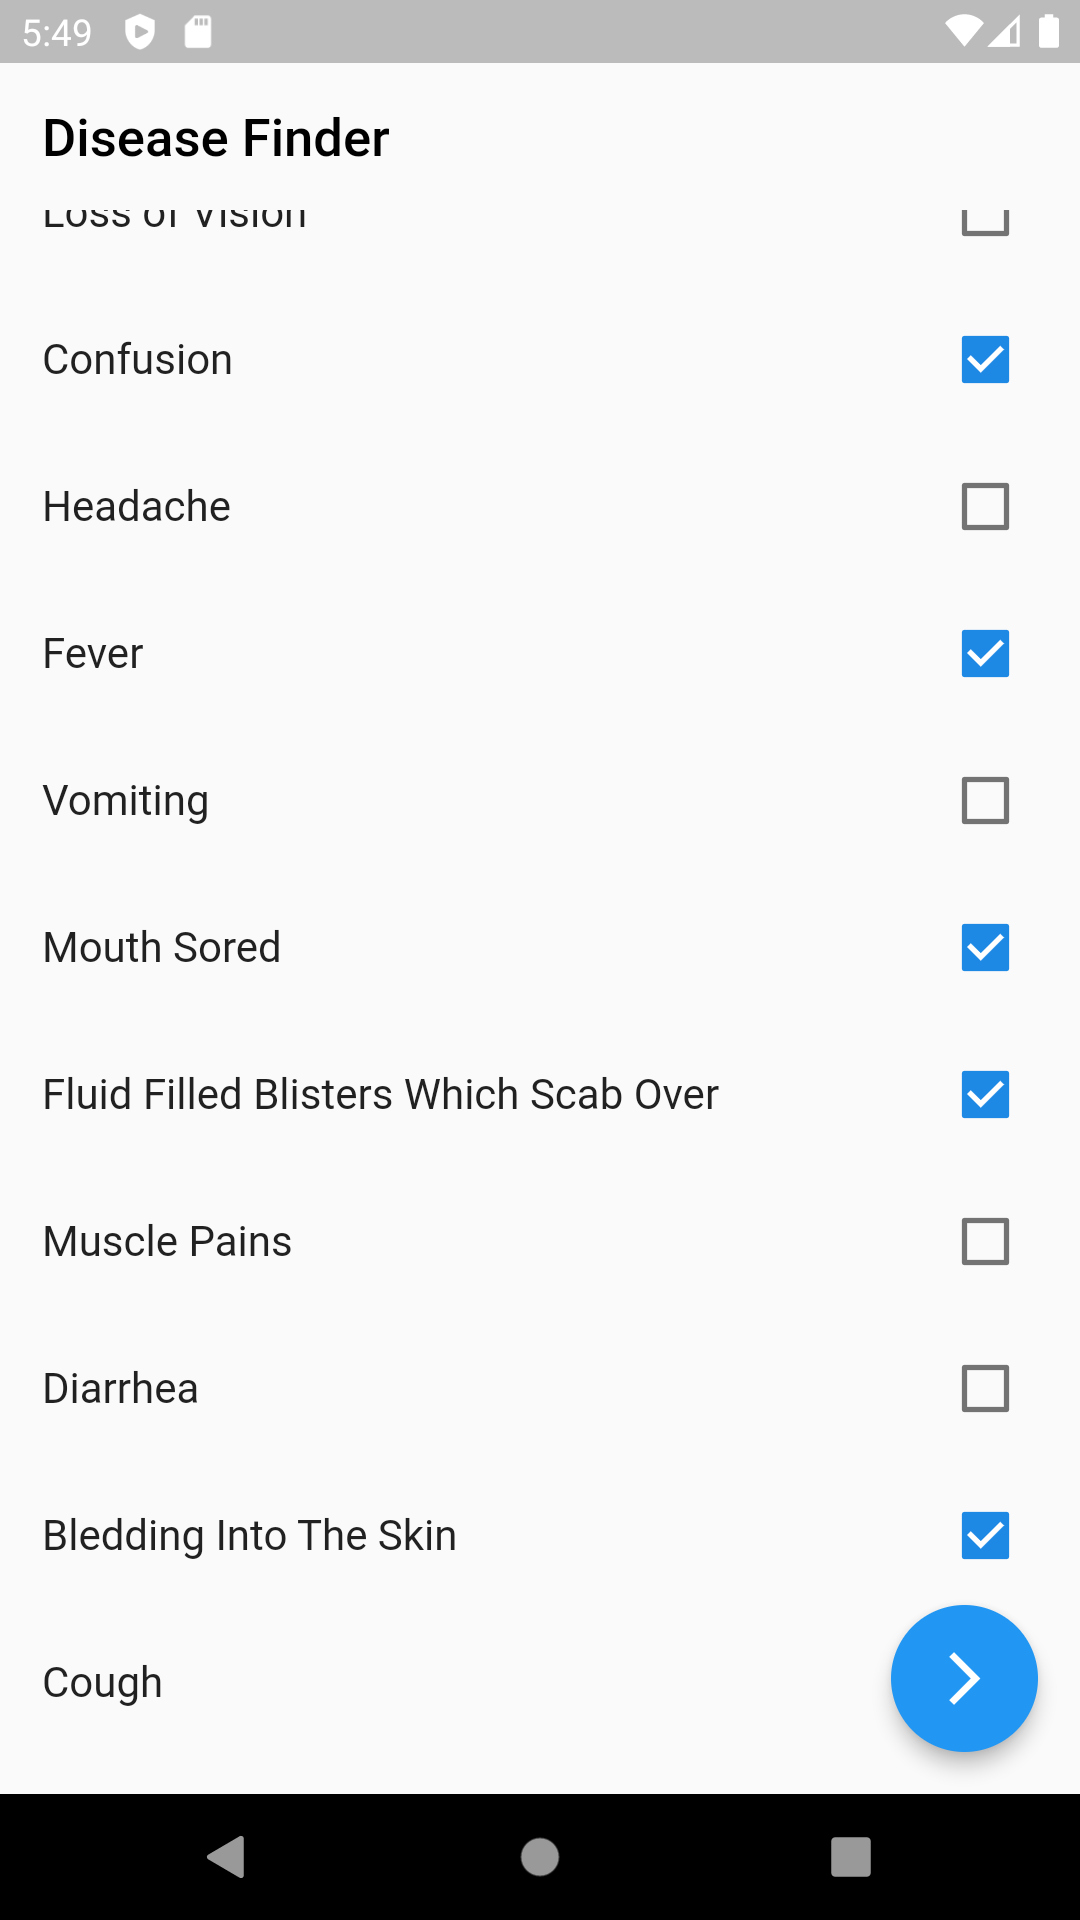 5:49
Disease Finder
Loss of Vision
Confusion
Headache
Fever
Vomiting
Mouth Sored
Fluid Filled Blisters Which Scab Over
Muscle Pains
Diarrhea
Bledding Into The Skin
Cough